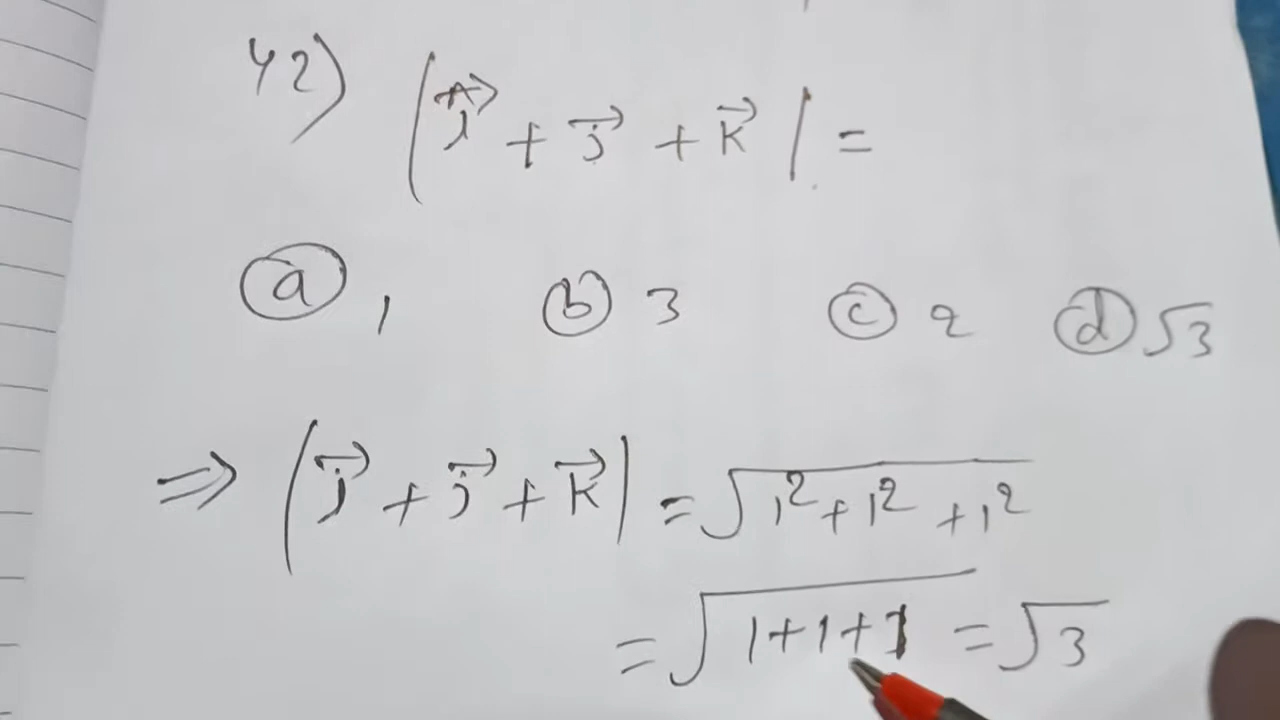 42) |i⃗ + j⃗ + k⃗| =
ⓐ 1 ⓑ 3 ⓒ 2 ⓓ √3
⇒ |i⃗ + j⃗ + k⃗| = √1² + 1² + 1²
= √1+1+1 = √3